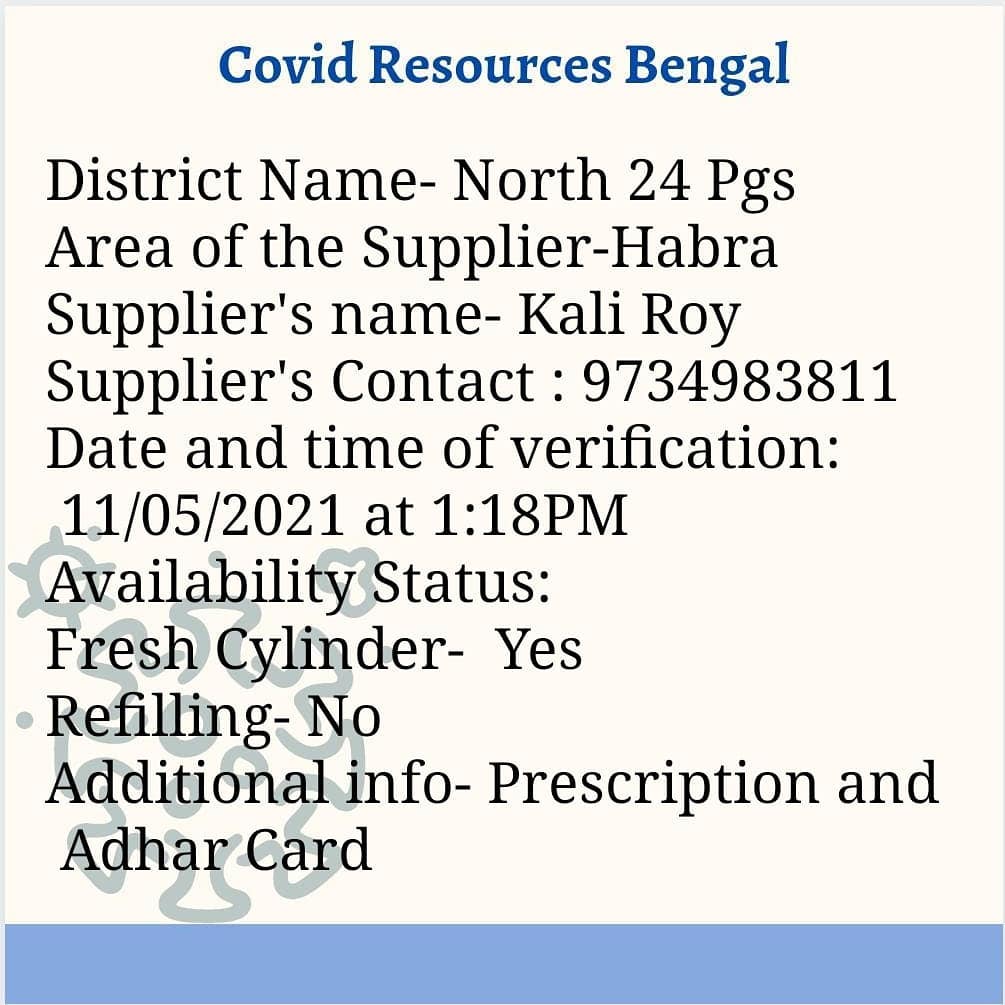 Covid Resources Bengal
District Name- North 24 Pgs
Area of the Supplier-Habra
Supplier's name- Kali Roy
Supplier's Contact : 9734983811
Date and time of verification:
11/05/2021 at 1:18PM
Availability Status:
Fresh Cylinder- Yes
Refilling- No
Additional info- Prescription and
Adhar Card